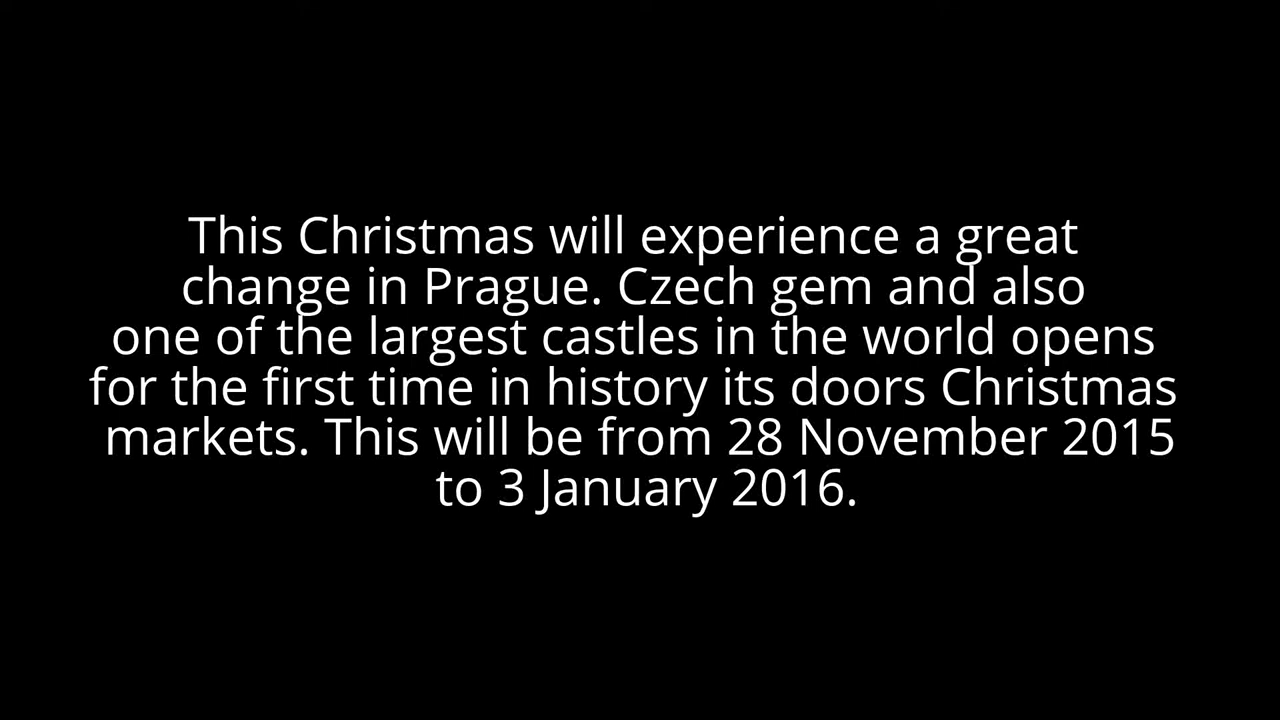 This Christmas will experience a great
change in Prague. Czech gem and also
one of the largest castles in the world opens
for the first time in history its doors Christmas
markets. This will be from 28 November 2015
to 3 January 2016.